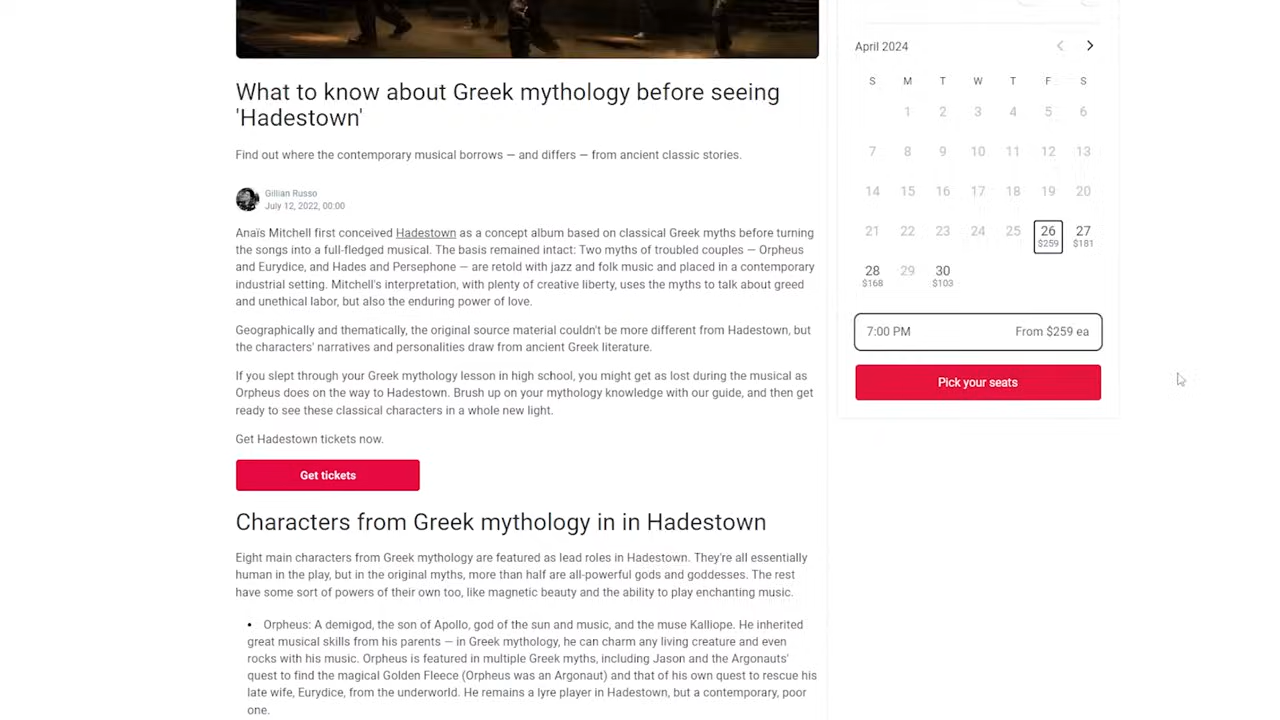 What to know about Greek mythology before seeing
'Hadestown'
Find out where the contemporary musical borrows — and differs — from ancient classic stories.
Gillian Russo
July 12, 2022, 00:00
Anaïs Mitchell first conceived Hadestown as a concept album based on classical Greek myths before turning
the songs into a full-fledged musical. The basis remained intact: Two myths of troubled couples — Orpheus
and Eurydice, and Hades and Persephone — are retold with jazz and folk music and placed in a contemporary
industrial setting. Mitchell's interpretation, with plenty of creative liberty, uses the myths to talk about greed
and unethical labor, but also the enduring power of love.
Geographically and thematically, the original source material couldn't be more different from Hadestown, but
the characters' narratives and personalities draw from ancient Greek literature.
If you slept through your Greek mythology lesson in high school, you might get as lost during the musical as
Orpheus does on the way to Hadestown. Brush up on your mythology knowledge with our guide, and then get
ready to see these classical characters in a whole new light.
Get Hadestown tickets now.
Get tickets
Characters from Greek mythology in in Hadestown
Eight main characters from Greek mythology are featured as lead roles in Hadestown. They're all essentially
human in the play, but in the original myths, more than half are all-powerful gods and goddesses. The rest
have some sort of powers of their own too, like magnetic beauty and the ability to play enchanting music.
• Orpheus: A demigod, the son of Apollo, god of the sun and music, and the muse Kalliope. He inherited
great musical skills from his parents — in Greek mythology, he can charm any living creature and even
rocks with his music. Orpheus is featured in multiple Greek myths, including Jason and the Argonauts'
quest to find the magical Golden Fleece (Orpheus was an Argonaut) and that of his own quest to rescue his
late wife, Eurydice, from the underworld. He remains a lyre player in Hadestown, but a contemporary, poor
one.
April 2024
S M T W T F S
1 2 3 4 5 6
7 8 9 10 11 12 13
14 15 16 17 18 19 20
21 22 23 24 25 26 27
$259 $181
28 29 30
$168 $103
7:00 PM From $259 ea
Pick your seats